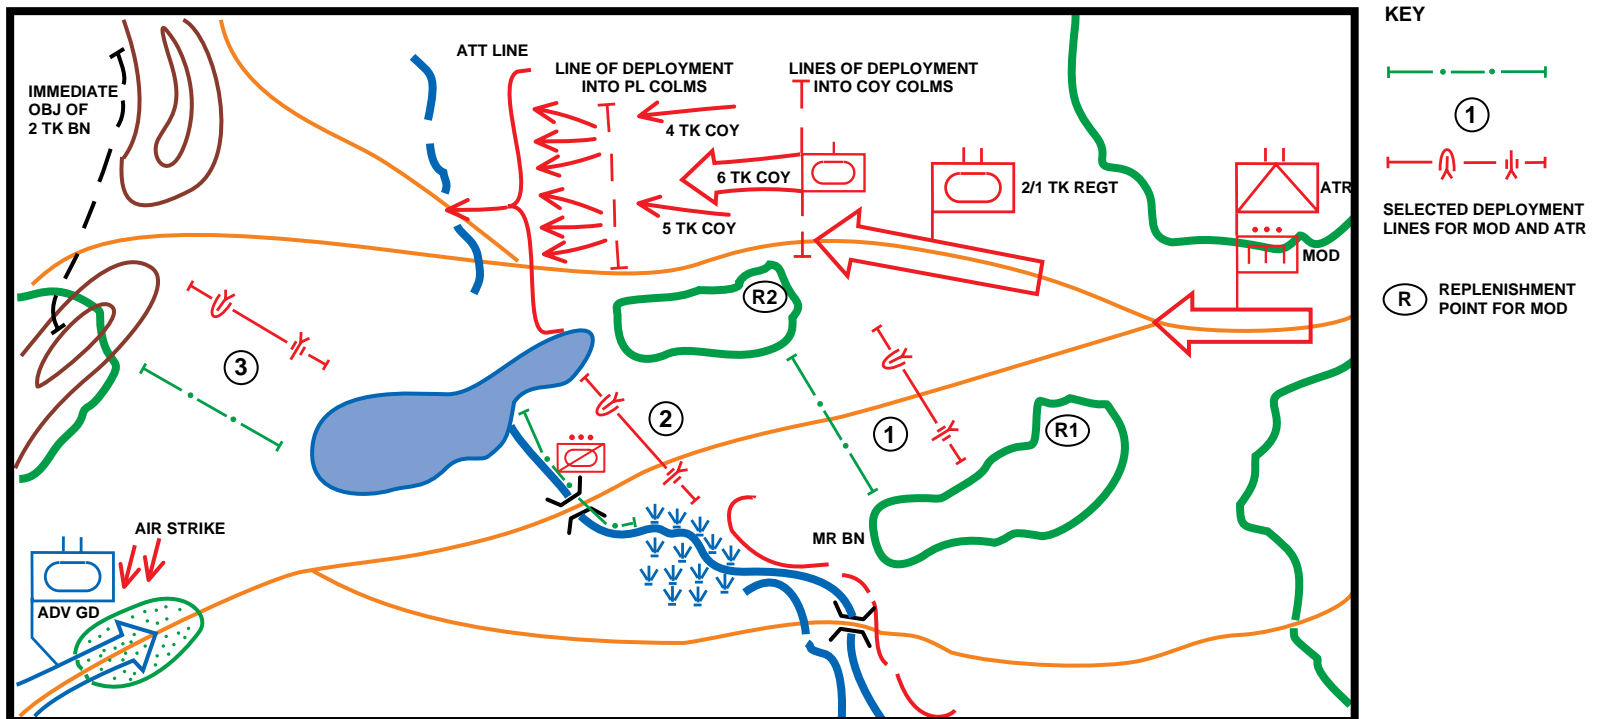 KEY
ATT LINE
LINE OF DEPLOYMENT
INTO PL COLMS
LINES OF DEPLOYMENT
INTO COY COLMS
IMMEDIATE
OBJ OF
2 TK BN
1
4 TK COY
6 TK COY
2/1 TK REGT
ATR
5 TK COY
SELECTED DEPLOYMENT
LINES FOR MOD AND ATR
MOD
R2
R REPLENISHMENT
POINT FOR MOD
3
2
1
R1
AIR STRIKE
MR BN
ADV GD